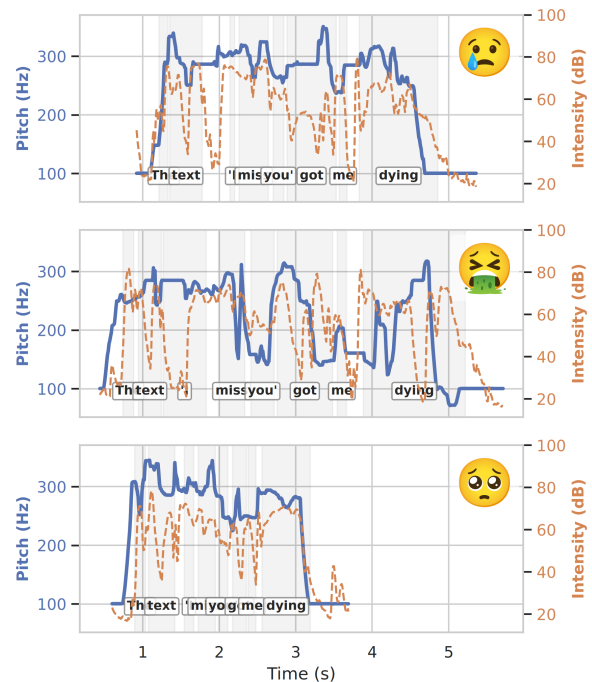 100
80
60
40
20
300
200
100
Pitch (Hz)
Intensity (dB)
Th text 'I mis you' got me dying
100
80
60
40
20
300
200
100
Pitch (Hz)
Intensity (dB)
Th text 'I miss you' got me dying
100
80
60
40
20
300
200
100
Pitch (Hz)
Intensity (dB)
Th text 'm yo g me dying
1 2 3 4 5
Time (s)